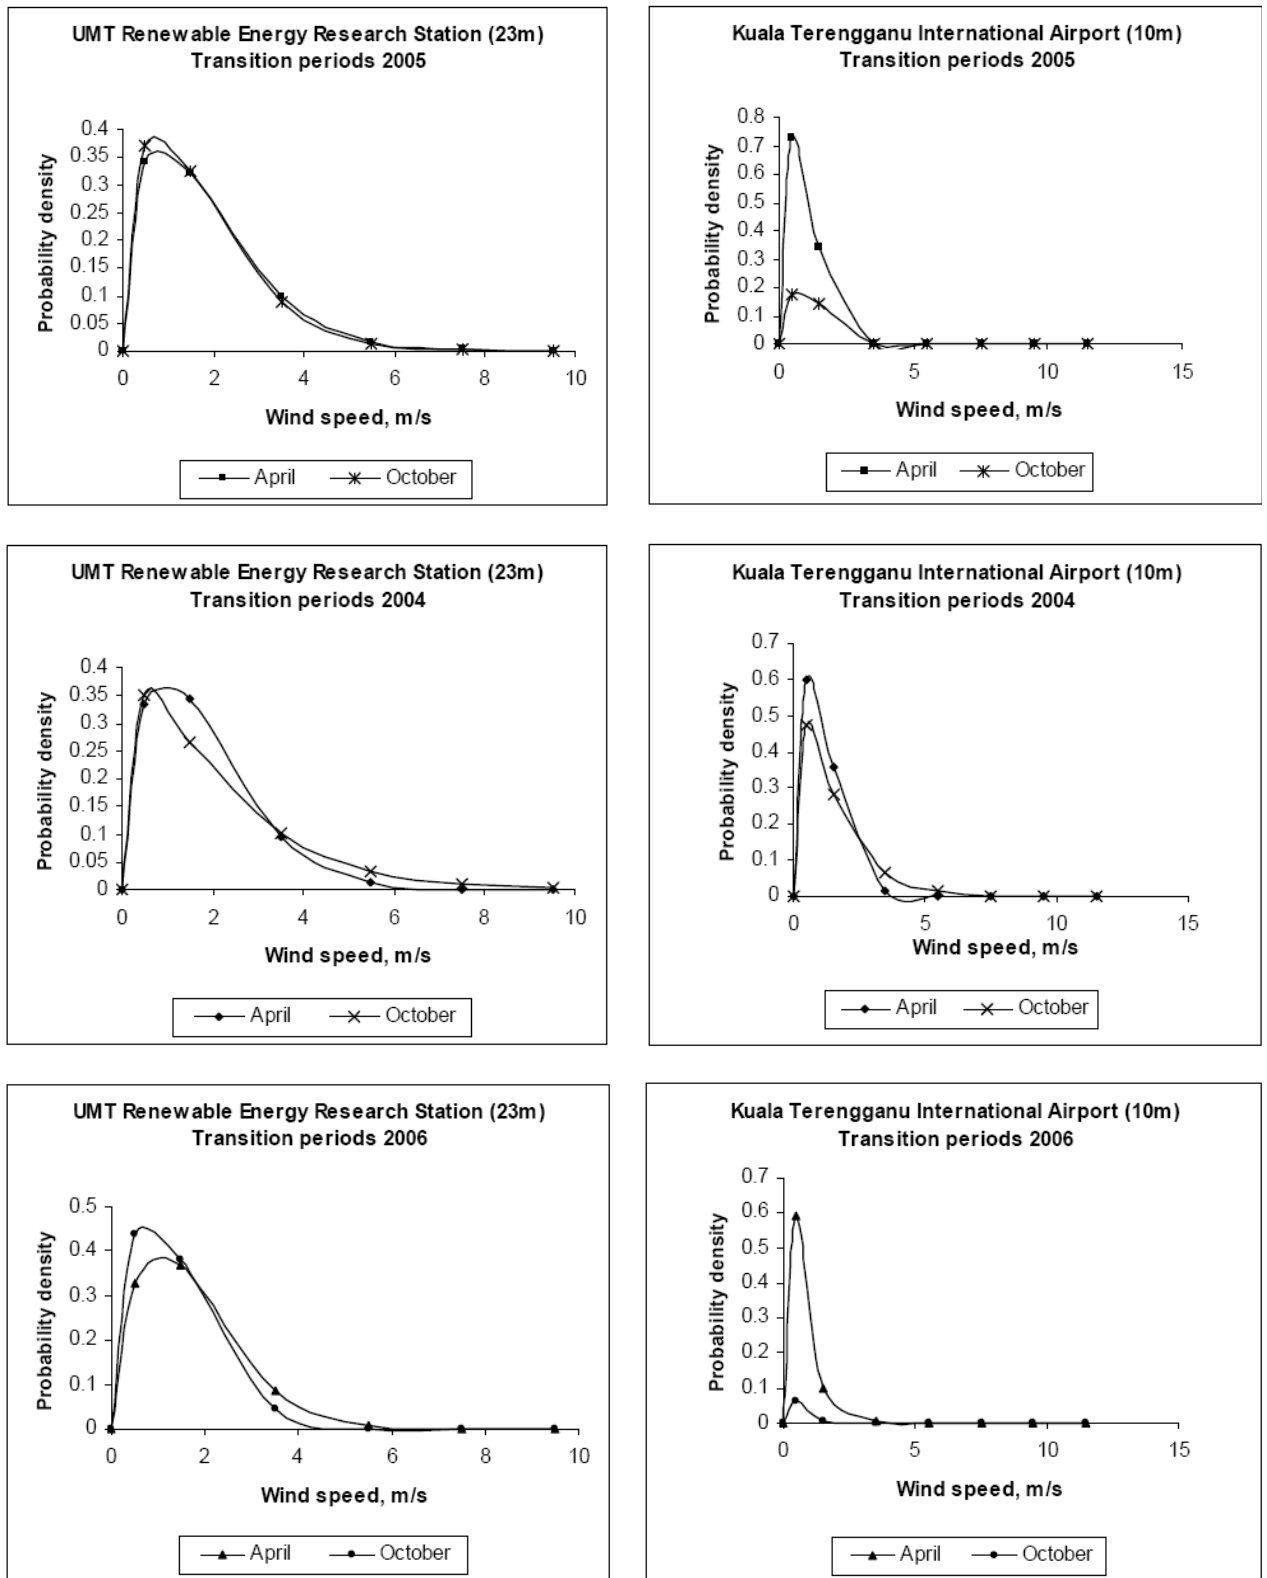 UMT Renewable Energy Research Station (23m)
Transition periods 2005
Probability density
0.4
0.35
0.3
0.25
0.2
0.15
0.1
0.05
0
0 2 4 6 8 10
Wind speed, m/s
April October
Kuala Terengganu International Airport (10m)
Transition periods 2005
Probability density
0.8
0.7
0.6
0.5
0.4
0.3
0.2
0.1
0
0 5 10 15
Wind speed, m/s
April October
UMT Renewable Energy Research Station (23m)
Transition periods 2004
Probability density
0.4
0.35
0.3
0.25
0.2
0.15
0.1
0.05
0
0 2 4 6 8 10
Wind speed, m/s
April October
Kuala Terengganu International Airport (10m)
Transition periods 2004
Probability density
0.7
0.6
0.5
0.4
0.3
0.2
0.1
0
0 5 10 15
Wind speed, m/s
April October
UMT Renewable Energy Research Station (23m)
Transition periods 2006
Probability density
0.5
0.4
0.3
0.2
0.1
0
0 2 4 6 8 10
Wind speed, m/s
April October
Kuala Terengganu International Airport (10m)
Transition periods 2006
Probability density
0.7
0.6
0.5
0.4
0.3
0.2
0.1
0
0 5 10 15
Wind speed, m/s
April October